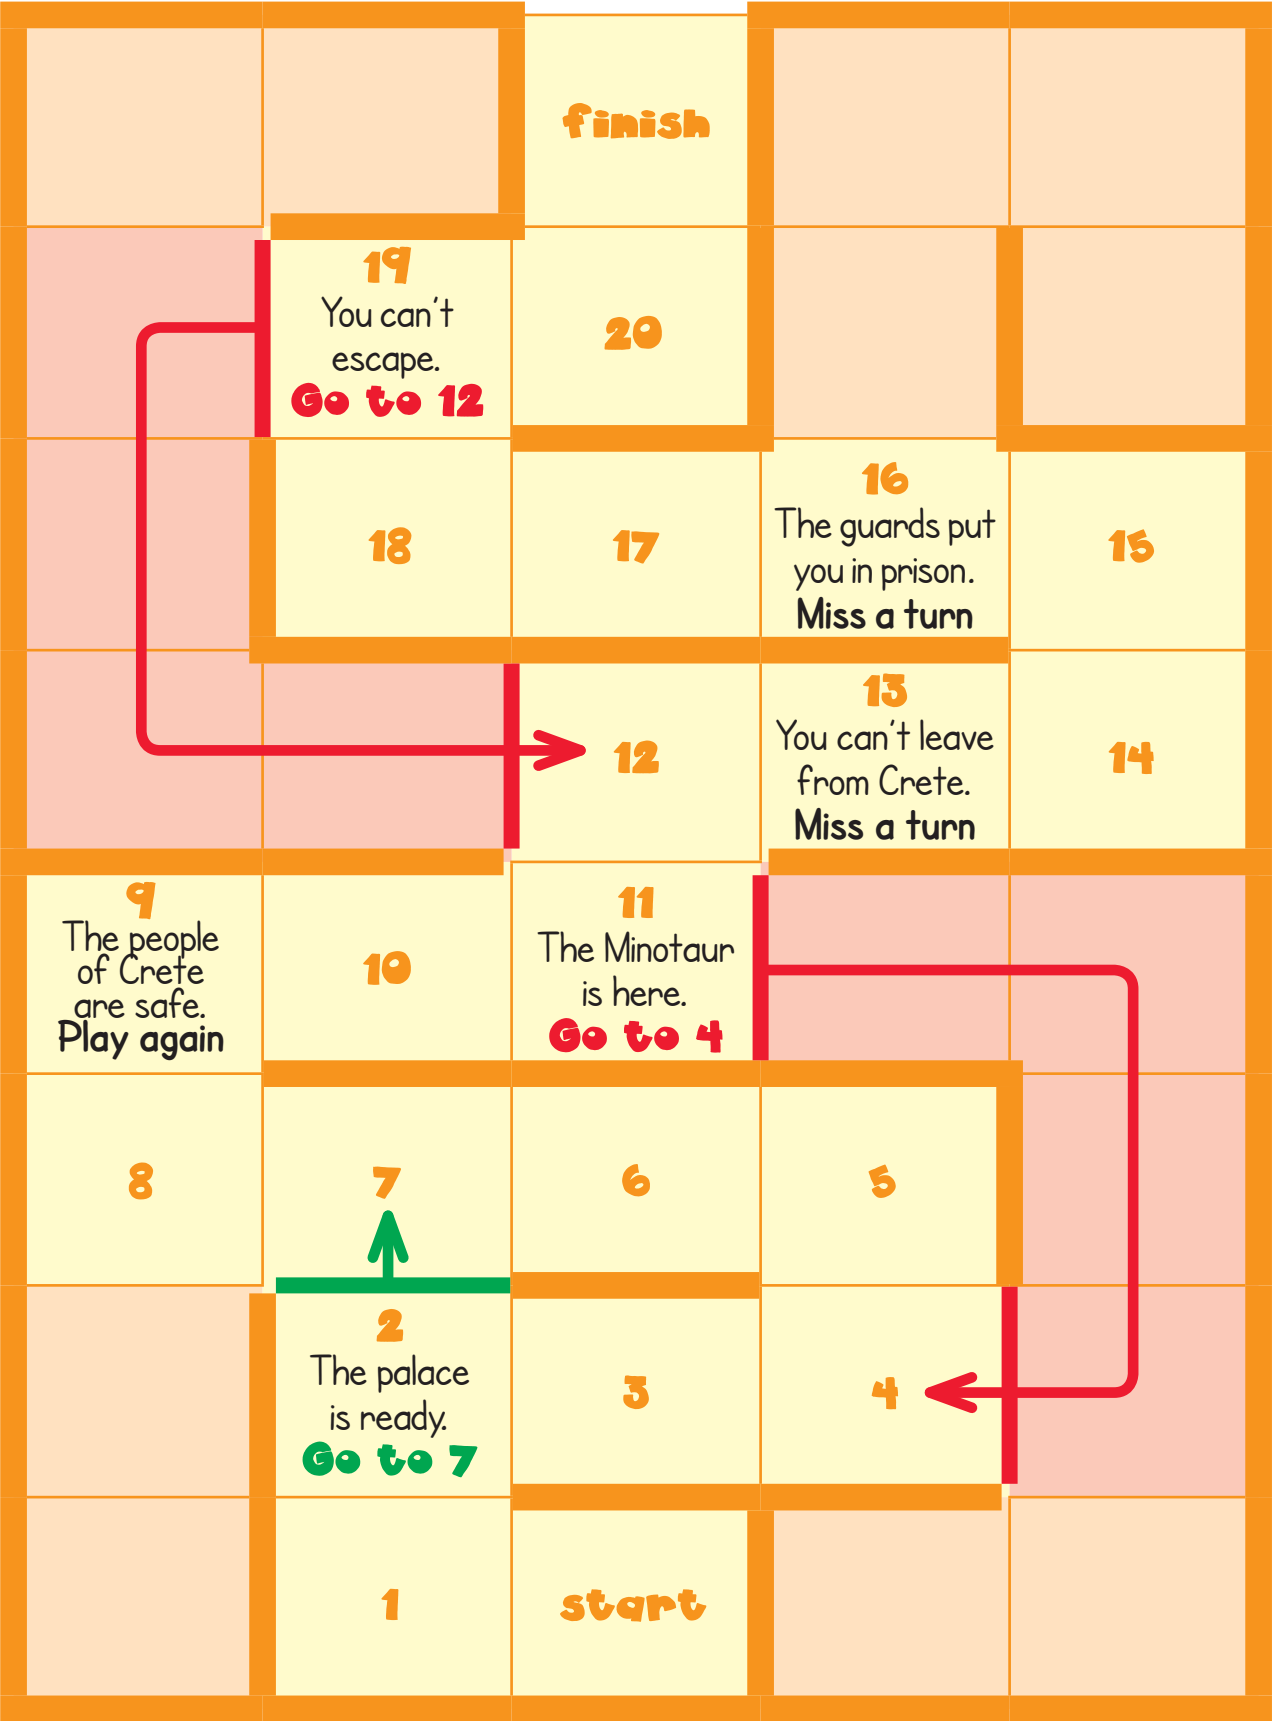 finish
19
You can't
escape.
Go to 12
20
18
17
16
The guards put
you in prison.
Miss a turn
15
12
13
You can't leave
from Crete.
Miss a turn
14
9
The people
of Crete
are safe.
Play again
10
11
The Minotaur
is here.
Go to 4
8
7
6
5
2
The palace
is ready.
Go to 7
3
4
1
start